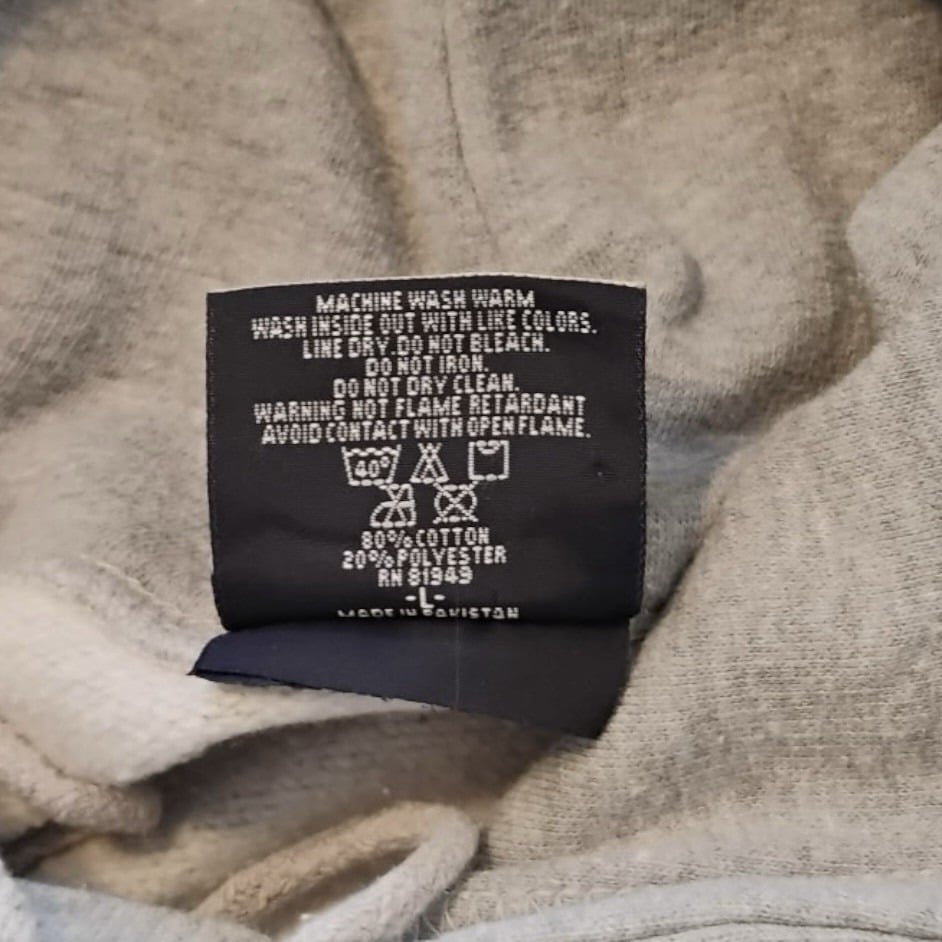 MACHINE WASH WARM
WASH INSIDE OUT WITH LIKE COLORS.
LINE DRY. DO NOT BLEACH.
DO NOT IRON.
DO NOT DRY CLEAN.
WARNING NOT FLAME RETARDANT
AVOID CONTACT WITH OPEN FLAME.
40°
80% COTTON
20% POLYESTER
RN 81949
-L-
MADE IN PAKISTAN